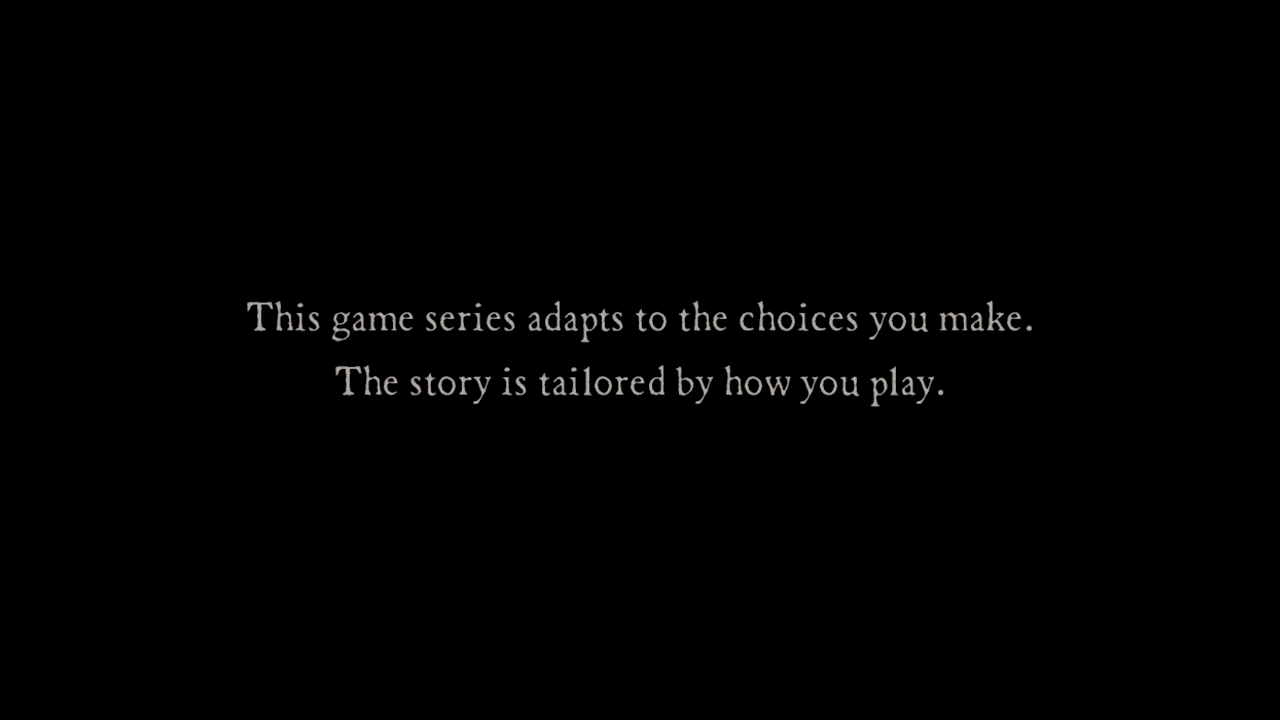 This game series adapts to the choices you make.
The story is tailored by how you play.